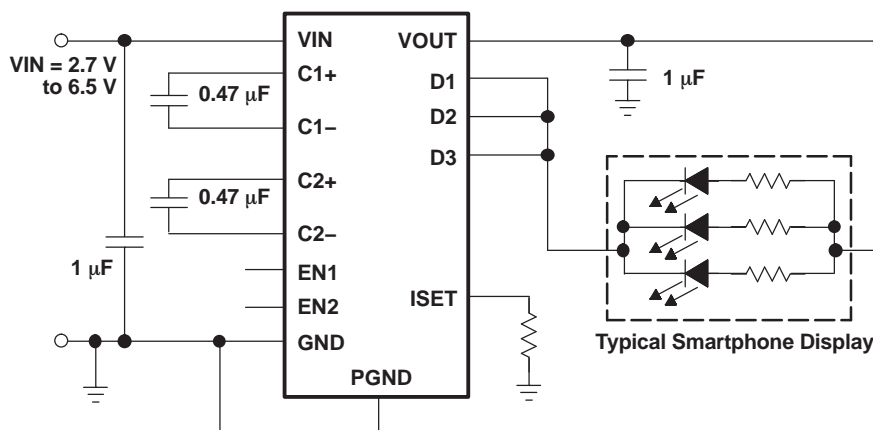 VIN
VOUT
VIN = 2.7 V
to 6.5 V
C1+
0.47 μF
C1−
D1
D2
D3
1 μF
C2+
0.47 μF
C2−
1 μF
EN1
EN2
ISET
GND
PGND
Typical Smartphone Display